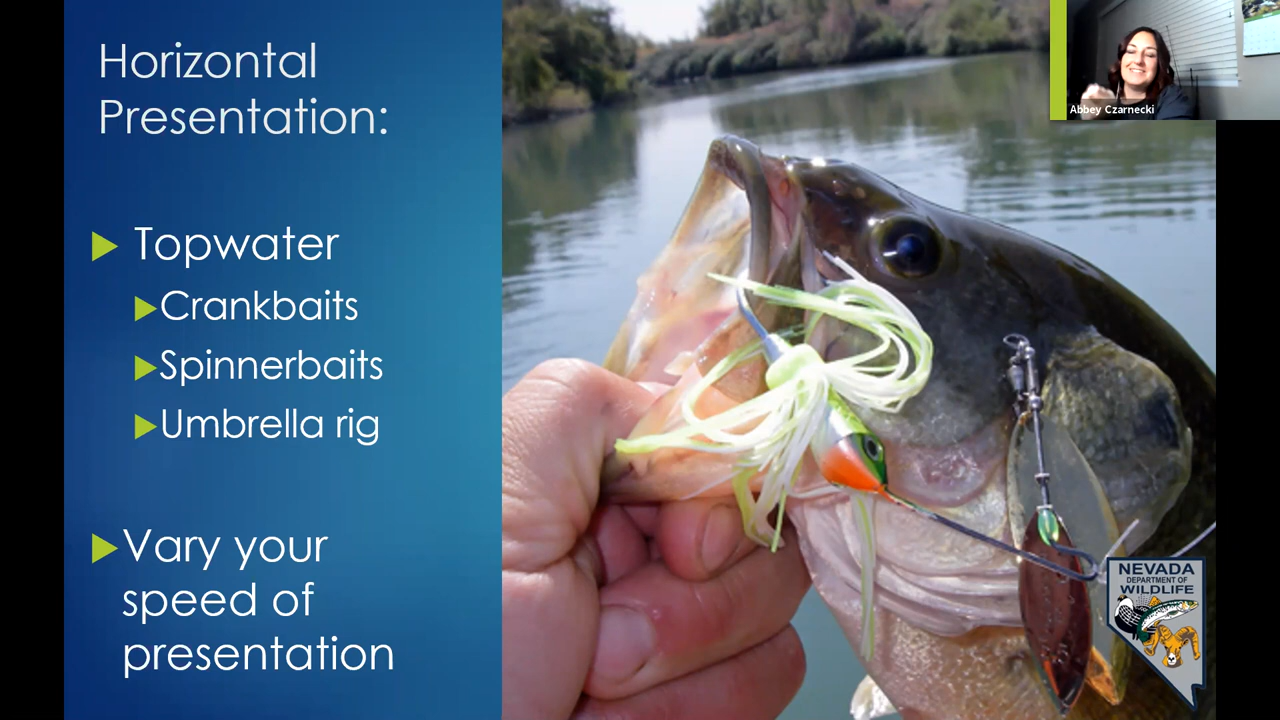 Horizontal
Presentation:
Topwater
Crankbaits
Spinnerbaits
Umbrella rig
Vary your
speed of
presentation
Abbey Czarnecki
NEVADA
DEPARTMENT OF
WILDLIFE